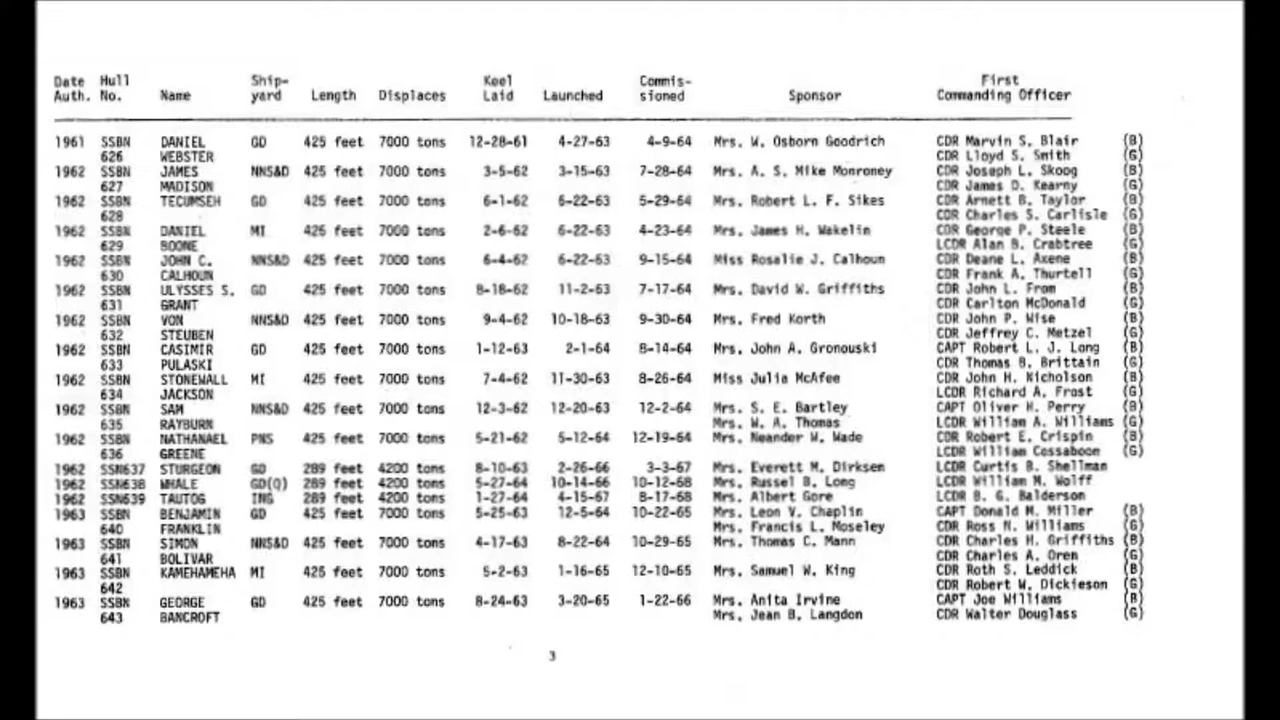 Date Hull Ship- Keel Commis- First
Auth. No. Name yard Length Displaces Laid Launched sioned Sponsor Commanding Officer
1961 SSBN DANIEL GD 425 feet 7000 tons 12-28-61 4-27-63 4-9-64 Mrs. W. Osborn Goodrich CDR Marvin S. Blair (B)
626 WEBSTER CDR Lloyd S. Smith (G)
1962 SSBN JAMES NNS&D 425 feet 7000 tons 3-5-62 3-15-63 7-28-64 Mrs. A. S. Mike Monroney CDR Joseph L. Skoog (B)
627 MADISON CDR James D. Kearny (G)
1962 SSBN TECUMSEH GD 425 feet 7000 tons 6-1-62 6-22-63 5-29-64 Mrs. Robert L. F. Sikes CDR Arnett B. Taylor (B)
628 CDR Charles S. Carlisle (G)
1962 SSBN DANIEL MI 425 feet 7000 tons 2-6-62 6-22-63 4-23-64 Mrs. James H. Wakelin CDR George P. Steele (B)
629 BOONE LCDR Alan B. Crabtree (G)
1962 SSBN JOHN C. NNS&D 425 feet 7000 tons 6-4-62 6-22-63 9-15-64 Miss Rosalie J. Calhoun CDR Deane L. Axene (B)
630 CALHOUN CDR Frank A. Thurtell (G)
1962 SSBN ULYSSES S. GD 425 feet 7000 tons 8-18-62 11-2-63 7-17-64 Mrs. David W. Griffiths CDR John L. From (B)
631 GRANT CDR Carlton McDonald (G)
1962 SSBN VON NNS&D 425 feet 7000 tons 9-4-62 10-18-63 9-30-64 Mrs. Fred Korth CDR John P. Wise (B)
632 STEUBEN CDR Jeffrey C. Metzel (G)
1962 SSBN CASIMIR GD 425 feet 7000 tons 1-12-63 2-1-64 8-14-64 Mrs. John A. Gronouski CAPT Robert L. J. Long (B)
633 PULASKI CDR Thomas B. Brittain (G)
1962 SSBN STONEWALL MI 425 feet 7000 tons 7-4-62 11-30-63 8-26-64 Miss Julia McAfee CDR John H. Nicholson (B)
634 JACKSON LCDR Richard A. Frost (G)
1962 SSBN SAM NNS&D 425 feet 7000 tons 12-3-62 12-20-63 12-2-64 Mrs. S. E. Bartley CAPT Oliver H. Perry (B)
635 RAYBURN Mrs. W. A. Thomas LCDR William A. Williams (G)
1962 SSBN NATHANAEL PNS 425 feet 7000 tons 5-21-62 5-12-64 12-19-64 Mrs. Neander W. Wade CDR Robert E. Crispin (B)
636 GREENE LCDR William Cossaboon (G)
1962 SSN637 STURGEON GD 289 feet 4200 tons 8-10-63 2-26-66 3-3-67 Mrs. Everett M. Dirksen LCDR Curtis B. Shellman
1962 SSN638 WHALE GD(Q) 289 feet 4200 tons 5-27-64 10-14-66 10-12-68 Mrs. Russel B. Long LCDR William M. Wolff
1962 SSN639 TAUTOG ING 289 feet 4200 tons 1-27-64 4-15-67 8-17-68 Mrs. Albert Gore LCDR B. G. Balderson
1963 SSBN BENJAMIN GD 425 feet 7000 tons 5-25-63 12-5-64 10-22-65 Mrs. Leon V. Chaplin CAPT Donald M. Miller (B)
640 FRANKLIN Mrs. Francis L. Moseley CDR Ross N. Williams (G)
1963 SSBN SIMON NNS&D 425 feet 7000 tons 4-17-63 8-22-64 10-29-65 Mrs. Thomas C. Mann CDR Charles H. Griffiths (B)
641 BOLIVAR CDR Charles A. Oren (G)
1963 SSBN KAMEHAMEHA MI 425 feet 7000 tons 5-2-63 1-16-65 12-10-65 Mrs. Samuel W. King CDR Roth S. Leddick (B)
642 CDR Robert W. Dickieson (G)
1963 SSBN GEORGE GD 425 feet 7000 tons 8-24-63 3-20-65 1-22-66 Mrs. Anita Irvine CAPT Joe Williams (B)
643 BANCROFT Mrs. Jean B. Langdon CDR Walter Douglass (G)
3